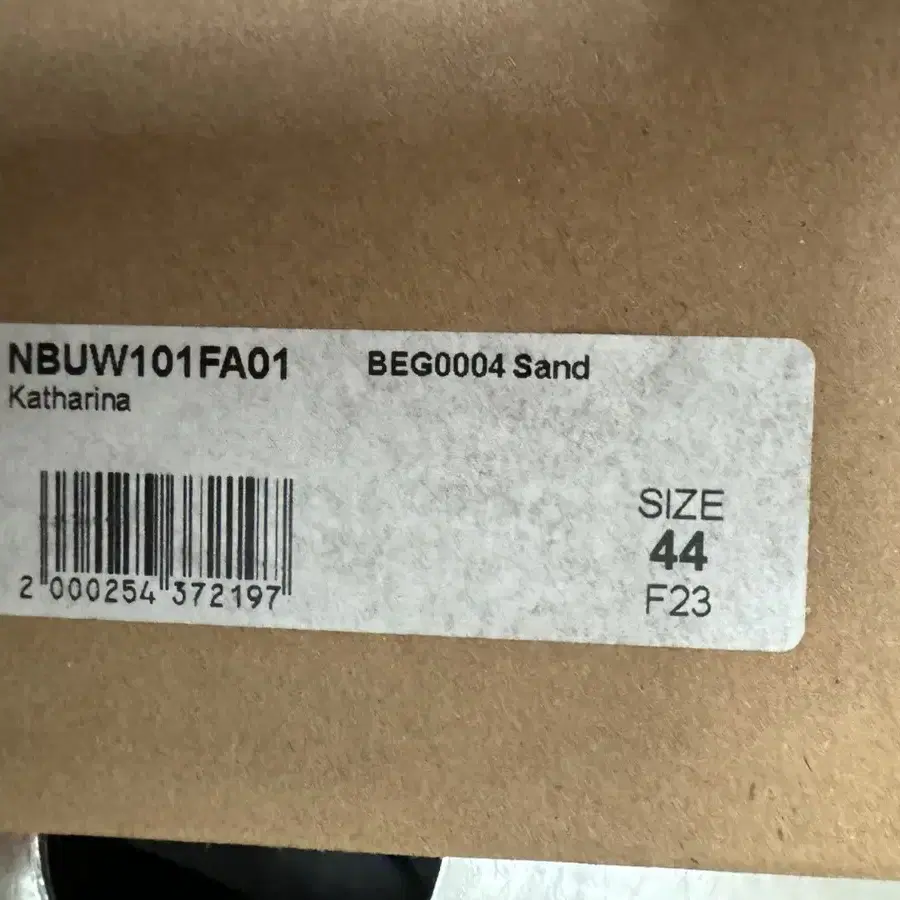 NBUW101FA01 BEG0004 Sand
Katharina
SIZE
44
F23
2 000254 372197